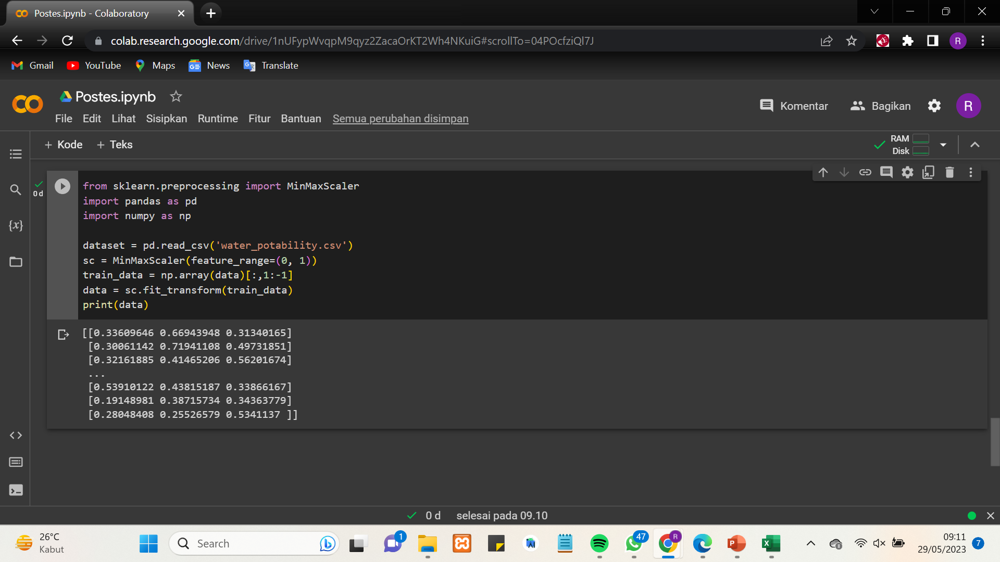 Postes.ipynb - Colaboratory
colab.research.google.com/drive/1nUFypWvqpM9qyz2ZacaOrKT2Wh4NKuiG#scrollTo=04POcfziQl7J
R
Gmail YouTube Maps News Translate
Postes.ipynb
Komentar Bagikan R
File Edit Lihat Sisipkan Runtime Fitur Bantuan Semua perubahan disimpan
+ Kode + Teks
RAM
Disk
0 d
from sklearn.preprocessing import MinMaxScaler
import pandas as pd
import numpy as np
dataset = pd.read_csv('water_potability.csv')
sc = MinMaxScaler(feature_range=(0, 1))
train_data = np.array(data)[:,1:-1]
data = sc.fit_transform(train_data)
print(data)
[[0.33609646 0.66943948 0.31340165]
[0.30061142 0.71941108 0.49731851]
[0.32161885 0.41465206 0.56201674]
...
[0.53910122 0.43815187 0.33866167]
[0.19148981 0.38715734 0.34363779]
[0.28048408 0.25526579 0.5341137 ]]
{x}
0 d selesai pada 09.10
26°C
Kabut
Search
1
47
R
09:11
29/05/2023
7